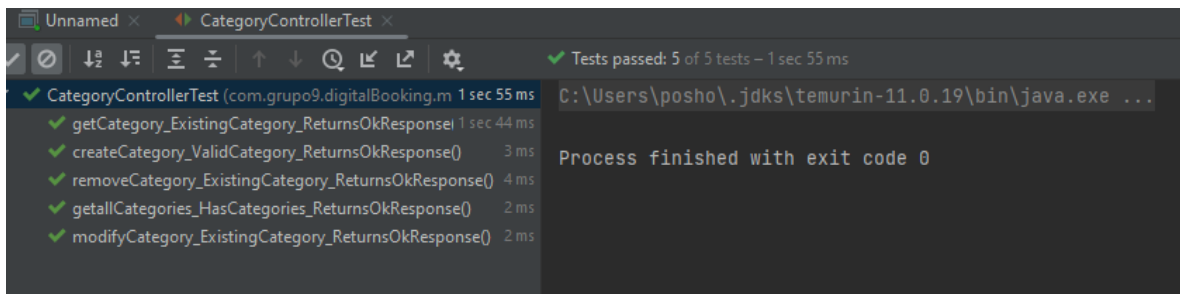 Unnamed × CategoryControllerTest ×
Tests passed: 5 of 5 tests – 1 sec 55 ms
CategoryControllerTest (com.grupo9.digitalBooking.m 1 sec 55 ms
getCategory_ExistingCategory_ReturnsOkResponse( 1 sec 44 ms
createCategory_ValidCategory_ReturnsOkResponse() 3 ms
removeCategory_ExistingCategory_ReturnsOkResponse() 4 ms
getallCategories_HasCategories_ReturnsOkResponse() 2 ms
modifyCategory_ExistingCategory_ReturnsOkResponse() 2 ms
C:\Users\posho\.jdks\temurin-11.0.19\bin\java.exe ...
Process finished with exit code 0